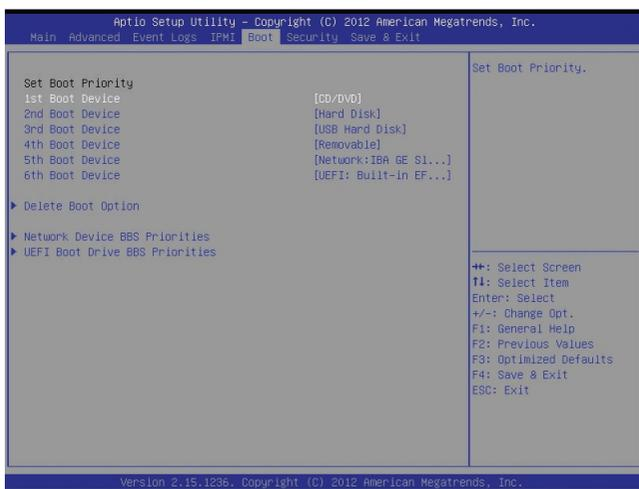 Aptio Setup Utility – Copyright (C) 2012 American Megatrends, Inc.
Main Advanced Event Logs IPMI Boot Security Save & Exit
Set Boot Priority
1st Boot Device [CD/DVD]
2nd Boot Device [Hard Disk]
3rd Boot Device [USB Hard Disk]
4th Boot Device [Removable]
5th Boot Device [Network:IBA GE Sl...]
6th Boot Device [UEFI: Built-in EF...]
Delete Boot Option
Network Device BBS Priorities
UEFI Boot Drive BBS Priorities
Set Boot Priority.
→←: Select Screen
↑↓: Select Item
Enter: Select
+/-: Change Opt.
F1: General Help
F2: Previous Values
F3: Optimized Defaults
F4: Save & Exit
ESC: Exit
Version 2.15.1236. Copyright (C) 2012 American Megatrends, Inc.